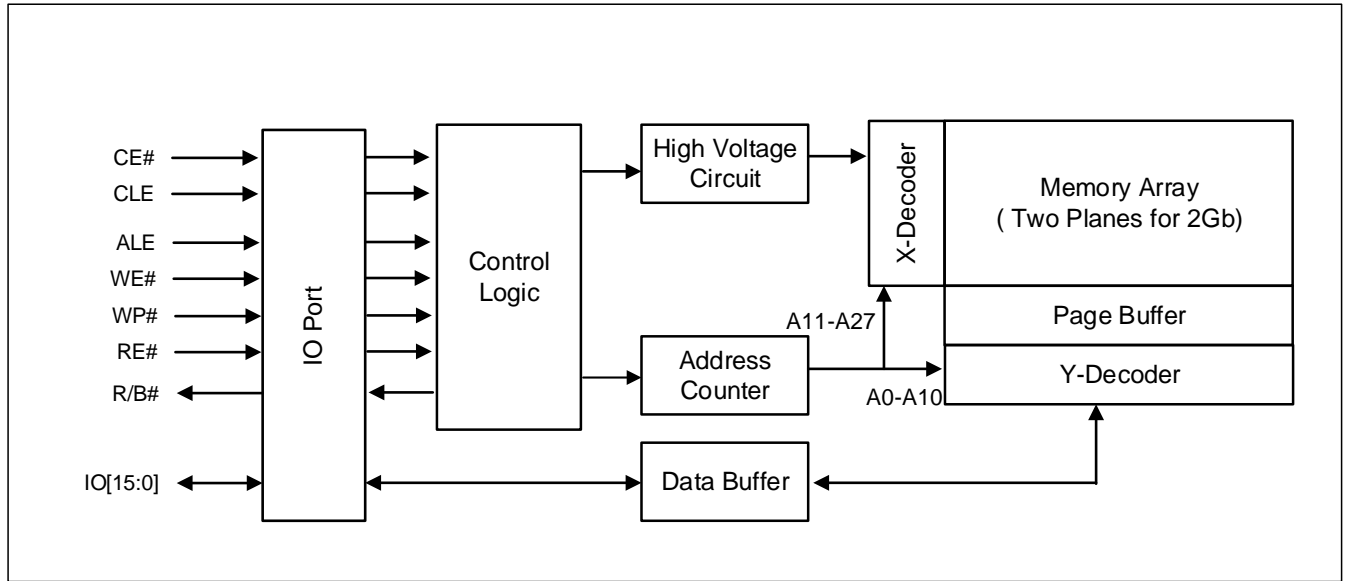 CE#
CLE
ALE
WE#
WP#
RE#
R/B#
IO[15:0]
IO Port
Control
Logic
High Voltage
Circuit
Address
Counter
Data Buffer
A11-A27
A0-A10
X-Decoder
Memory Array
( Two Planes for 2Gb)
Page Buffer
Y-Decoder